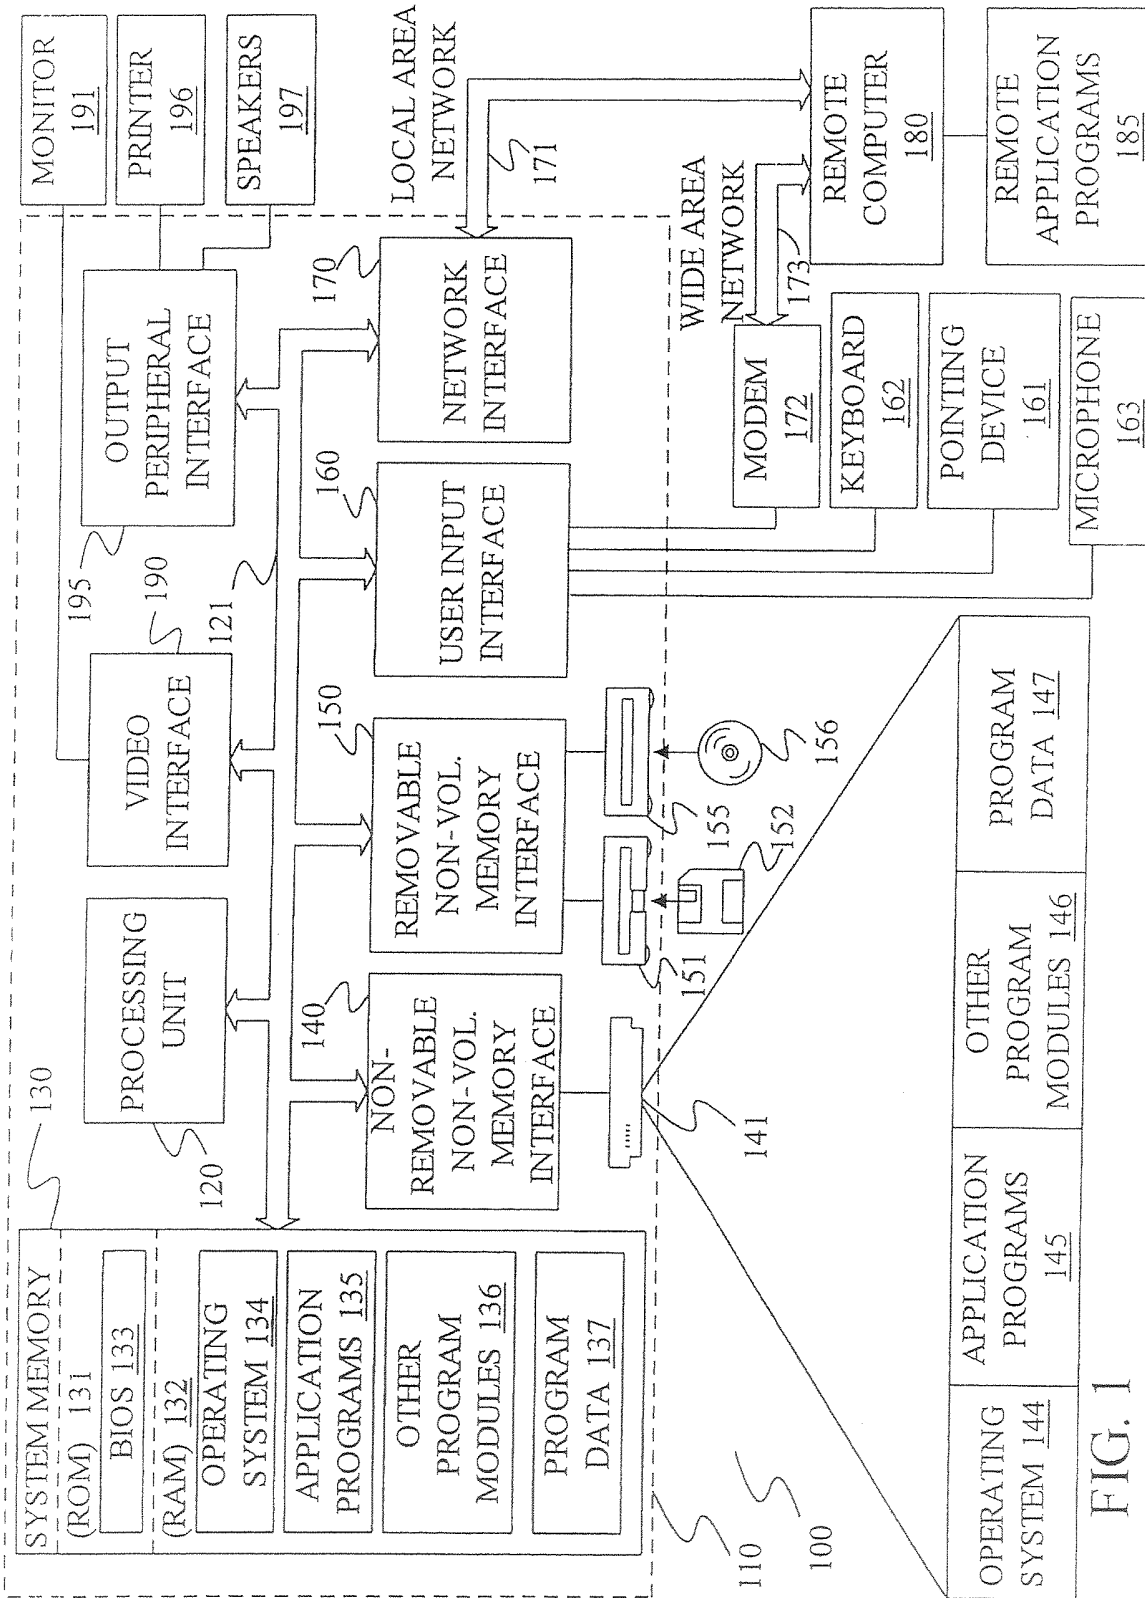 SYSTEM MEMORY
(ROM) 131
BIOS 133
(RAM) 132
OPERATING
SYSTEM 134
APPLICATION
PROGRAMS 135
OTHER
PROGRAM
MODULES 136
PROGRAM
DATA 137
130
PROCESSING
UNIT
120
VIDEO
INTERFACE
190
121
OUTPUT
PERIPHERAL
INTERFACE
195
MONITOR
191
PRINTER
196
SPEAKERS
197
NON-
REMOVABLE
NON-VOL.
MEMORY
INTERFACE
140
REMOVABLE
NON-VOL.
MEMORY
INTERFACE
150
USER INPUT
INTERFACE
160
NETWORK
INTERFACE
170
LOCAL AREA
NETWORK
171
141
151
152
155
156
WIDE AREA
NETWORK
173
MODEM
172
KEYBOARD
162
POINTING
DEVICE
161
MICROPHONE
163
REMOTE
COMPUTER
180
REMOTE
APPLICATION
PROGRAMS
185
110
100
OPERATING
SYSTEM 144
APPLICATION
PROGRAMS
145
OTHER
PROGRAM
MODULES 146
PROGRAM
DATA 147
FIG. 1